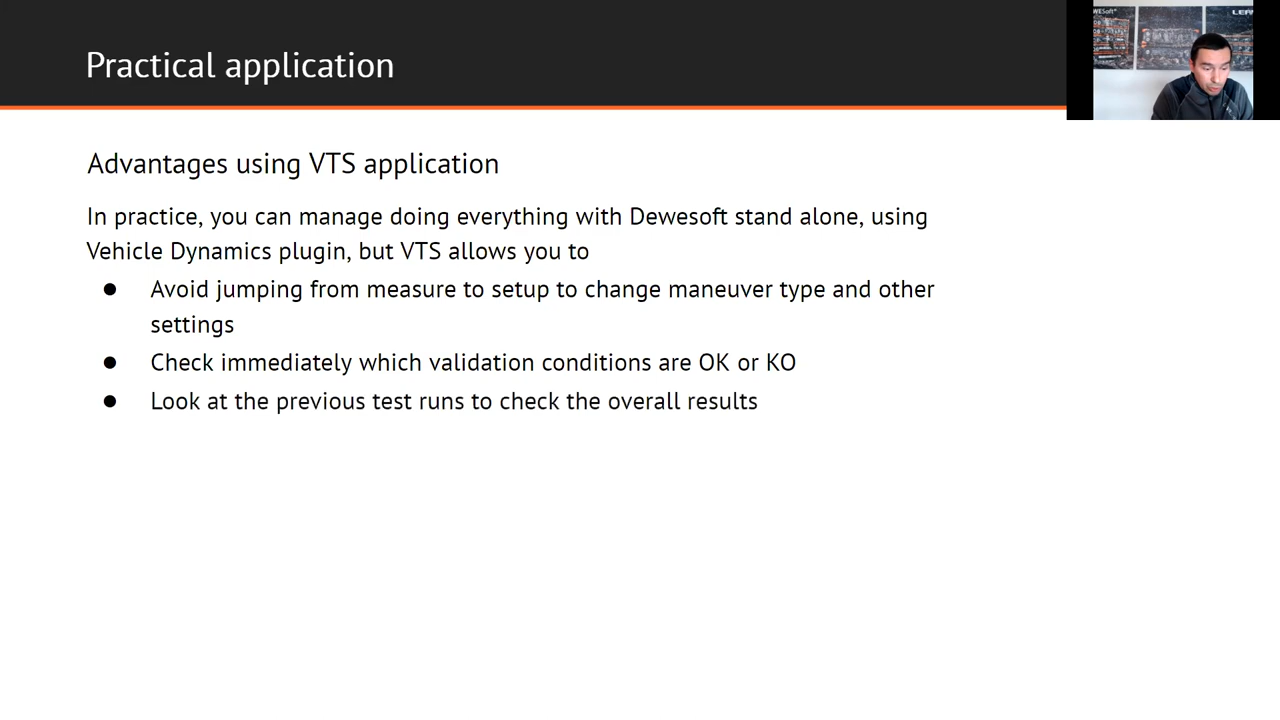 Practical application
Advantages using VTS application
In practice, you can manage doing everything with Dewesoft stand alone, using
Vehicle Dynamics plugin, but VTS allows you to
● Avoid jumping from measure to setup to change maneuver type and other
settings
● Check immediately which validation conditions are OK or KO
● Look at the previous test runs to check the overall results